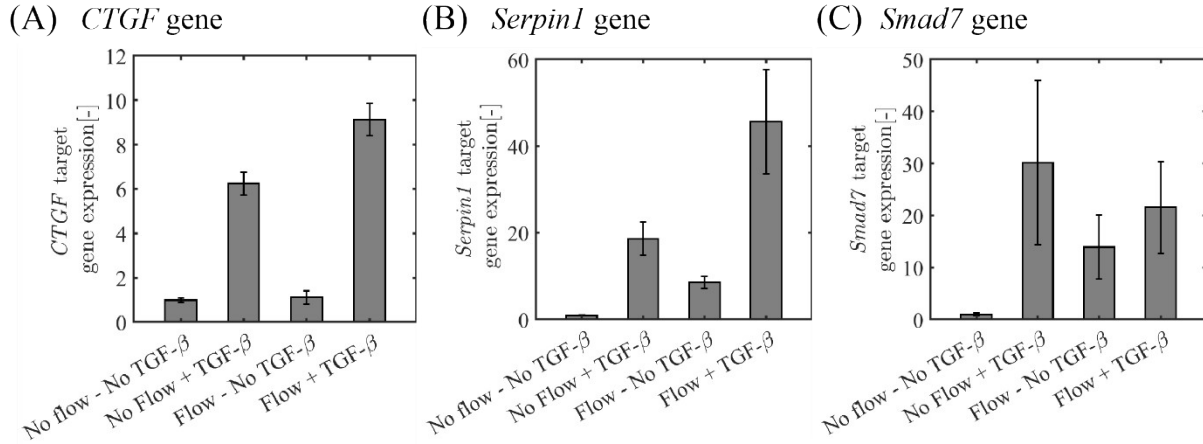 (A) CTGF gene
CTGF target
gene expression[-]
12
10
8
6
4
2
0
No flow - No TGF-β
No Flow + TGF-β
Flow - No TGF-β
Flow + TGF-β
(B) Serpin1 gene
Serpin1 target
gene expression[-]
60
40
20
0
No flow - No TGF-β
No Flow + TGF-β
Flow - No TGF-β
Flow + TGF-β
(C) Smad7 gene
Smad7 target
gene expression[-]
50
40
30
20
10
0
No flow - No TGF-β
No Flow + TGF-β
Flow - No TGF-β
Flow + TGF-β